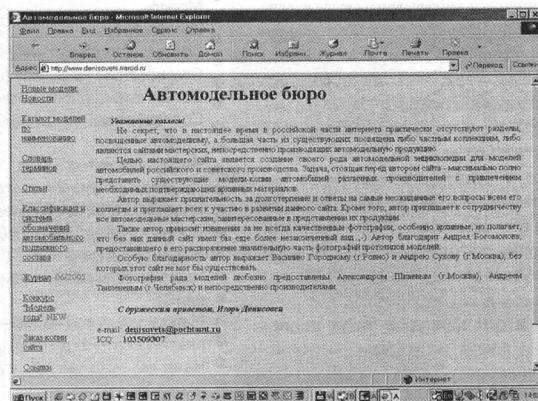 Автомодельное бюро - Microsoft Internet Explorer
Файл Правка Вид Избранное Сервис Справка
Вперед Останов Обновить Домой Поиск Избранн. Журнал Почта Печать Правка
Адрес http://www.denisovets.narod.ru Переход Ссылки
Новые модели
Новости
Каталог моделей
по
наименованию
Словарь
терминов
Статьи
Классификация и
система
обозначений
автомобильного
подвижного
состава
Журнал 06/2001
Конкурс
"Модель
года" NEW
Заказ копии
сайта
Ссылки
Автомодельное бюро
Уважаемые коллеги!
Не секрет, что в настоящее время в российской части интернета практически отсутствуют разделы,
посвященные автомоделизму, а большая часть из существующих посвящена либо частным коллекциям, либо
являются сайтами мастерских, непосредственно производящих автомодельную продукцию.
Целью настоящего сайта является создание своего рода автомодельной энциклопедии для моделей
автомобилей российского и советского производства. Задача, стоящая перед автором сайта - максимально полно
представить существующие модели-копии автомобилей различных производителей с привлечением
необходимых подтверждающих архивных материалов.
Автор выражает признательность за долготерпение и ответы на самые неожиданные его вопросы всем его
коллегам и приглашает всех к участию в развитии данного сайта. Кроме того, автор приглашает к сотрудничеству
все автомодельные мастерские, заинтересованные в представлении их продукции.
Также автор приносит извинения за не всегда качественные фотографии, особенно архивные, но полагает,
что без них данный сайт имел бы еще более незаконченный вид ;-) Автор благодарит Андрея Богомолова,
предоставившего в его распоряжение значительную часть фотографий прототипов моделей.
Особую благодарность автор выражает Василию Городному (г.Ровно) и Андрею Сухову (г.Москва), без
которых этот сайт не мог бы существовать.
Фотографии ряда моделей любезно предоставлены Александром Шиловым (г.Москва), Андреем
(г.Челябинск) и непосредственно производителями.
С дружеским приветом, Игорь Денисовец
e-mail: denisovets@pochtamt.ru
ICQ: 103509307
Интернет
Пуск